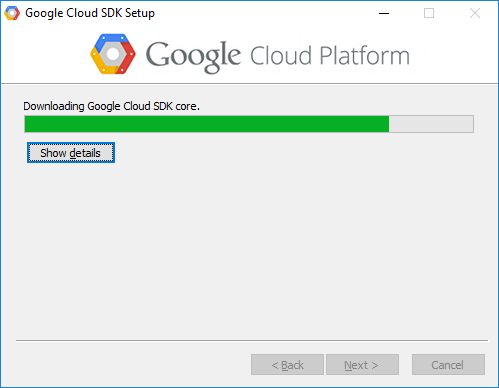 Google Cloud SDK Setup
Google Cloud Platform
Downloading Google Cloud SDK core.
Show details
< Back Next > Cancel